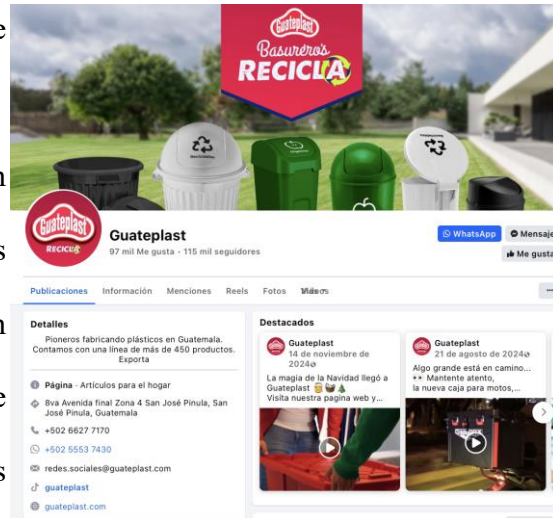 e
n
s
n
e
s
Guateplast
Basureros
RECICLA
Guateplast
RECICLA
Guateplast
97 mil Me gusta • 115 mil seguidores
WhatsApp
Mensaje
Me gusta
Publicaciones Información Menciones Reels Fotos
Detalles
Pioneros fabricando plásticos en Guatemala.
Contamos con una línea de más de 450 productos.
Exporta
Página · Artículos para el hogar
8va Avenida final Zona 4 San José Pinula, San
José Pinula, Guatemala
+502 6627 7170
+502 5553 7430
redes.sociales@guateplast.com
guateplast
guateplast.com
Destacados
Guateplast
14 de noviembre de
2024
La magia de la Navidad llegó a
Guateplast
Visita nuestra pagina web y...
Guateplast
21 de agosto de 2024
Algo grande está en camino...
Mantente atento,
la nueva caja para motos,...